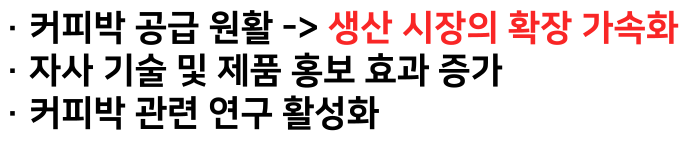 · 커피박 공급 원활 -> 생산 시장의 확장 가속화
· 자사 기술 및 제품 홍보 효과 증가
· 커피박 관련 연구 활성화